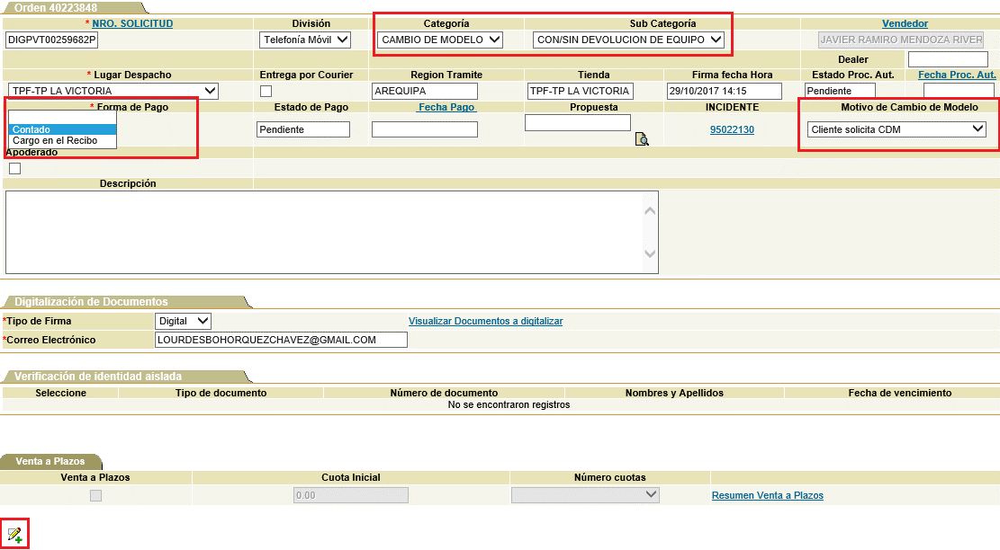 Orden 40223848
* NRO. SOLICITUD División Categoría Sub Categoría Vendedor
DIGPVT00259682P Telefonía Móvil CAMBIO DE MODELO CON/SIN DEVOLUCION DE EQUIPO JAVIER RAMIRO MENDOZA RIVER
Dealer
* Lugar Despacho Entrega por Courier Region Tramite Tienda Firma fecha Hora Estado Proc. Aut. Fecha Proc. Aut.
TPF-TP LA VICTORIA AREQUIPA TPF-TP LA VICTORIA 29/10/2017 14:15 Pendiente
* Forma de Pago Estado de Pago Fecha Pago Propuesta INCIDENTE Motivo de Cambio de Modelo
Contado Pendiente 95022130 Cliente solicita CDM
Cargo en el Recibo
Apoderado
Descripción
Digitalización de Documentos
*Tipo de Firma Digital Visualizar Documentos a digitalizar
*Correo Electrónico LOURDESBOHORQUEZCHAVEZ@GMAIL.COM
Verificación de identidad aislada
Seleccione Tipo de documento Número de documento Nombres y Apellidos Fecha de vencimiento
No se encontraron registros
Venta a Plazos
Venta a Plazos Cuota Inicial Número cuotas
0.00 Resumen Venta a Plazos